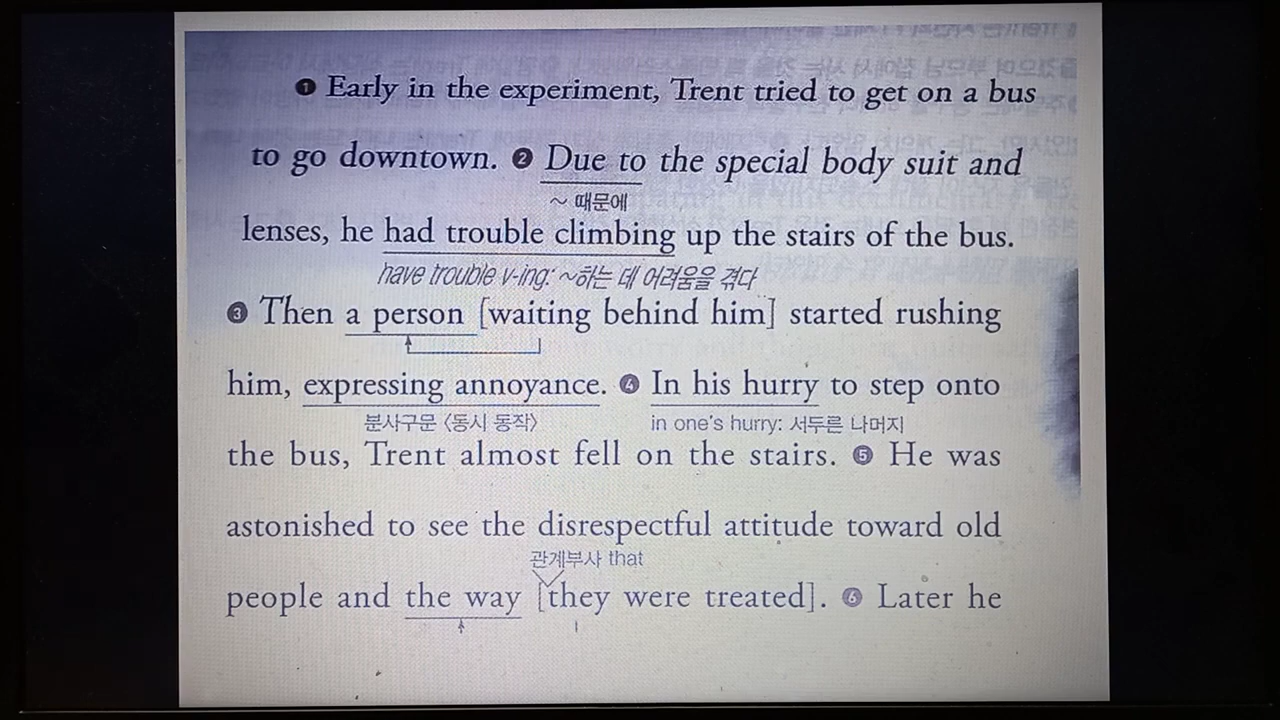 ❶ Early in the experiment, Trent tried to get on a bus
to go downtown. ❷ Due to the special body suit and
~ 때문에
lenses, he had trouble climbing up the stairs of the bus.
have trouble v-ing: ~하는 데 어려움을 겪다
❸ Then a person [waiting behind him] started rushing
him, expressing annoyance. ❹ In his hurry to step onto
분사구문 〈동시 동작〉 in one's hurry: 서두른 나머지
the bus, Trent almost fell on the stairs. ❺ He was
astonished to see the disrespectful attitude toward old
관계부사 that
people and the way [they were treated]. ❻ Later he